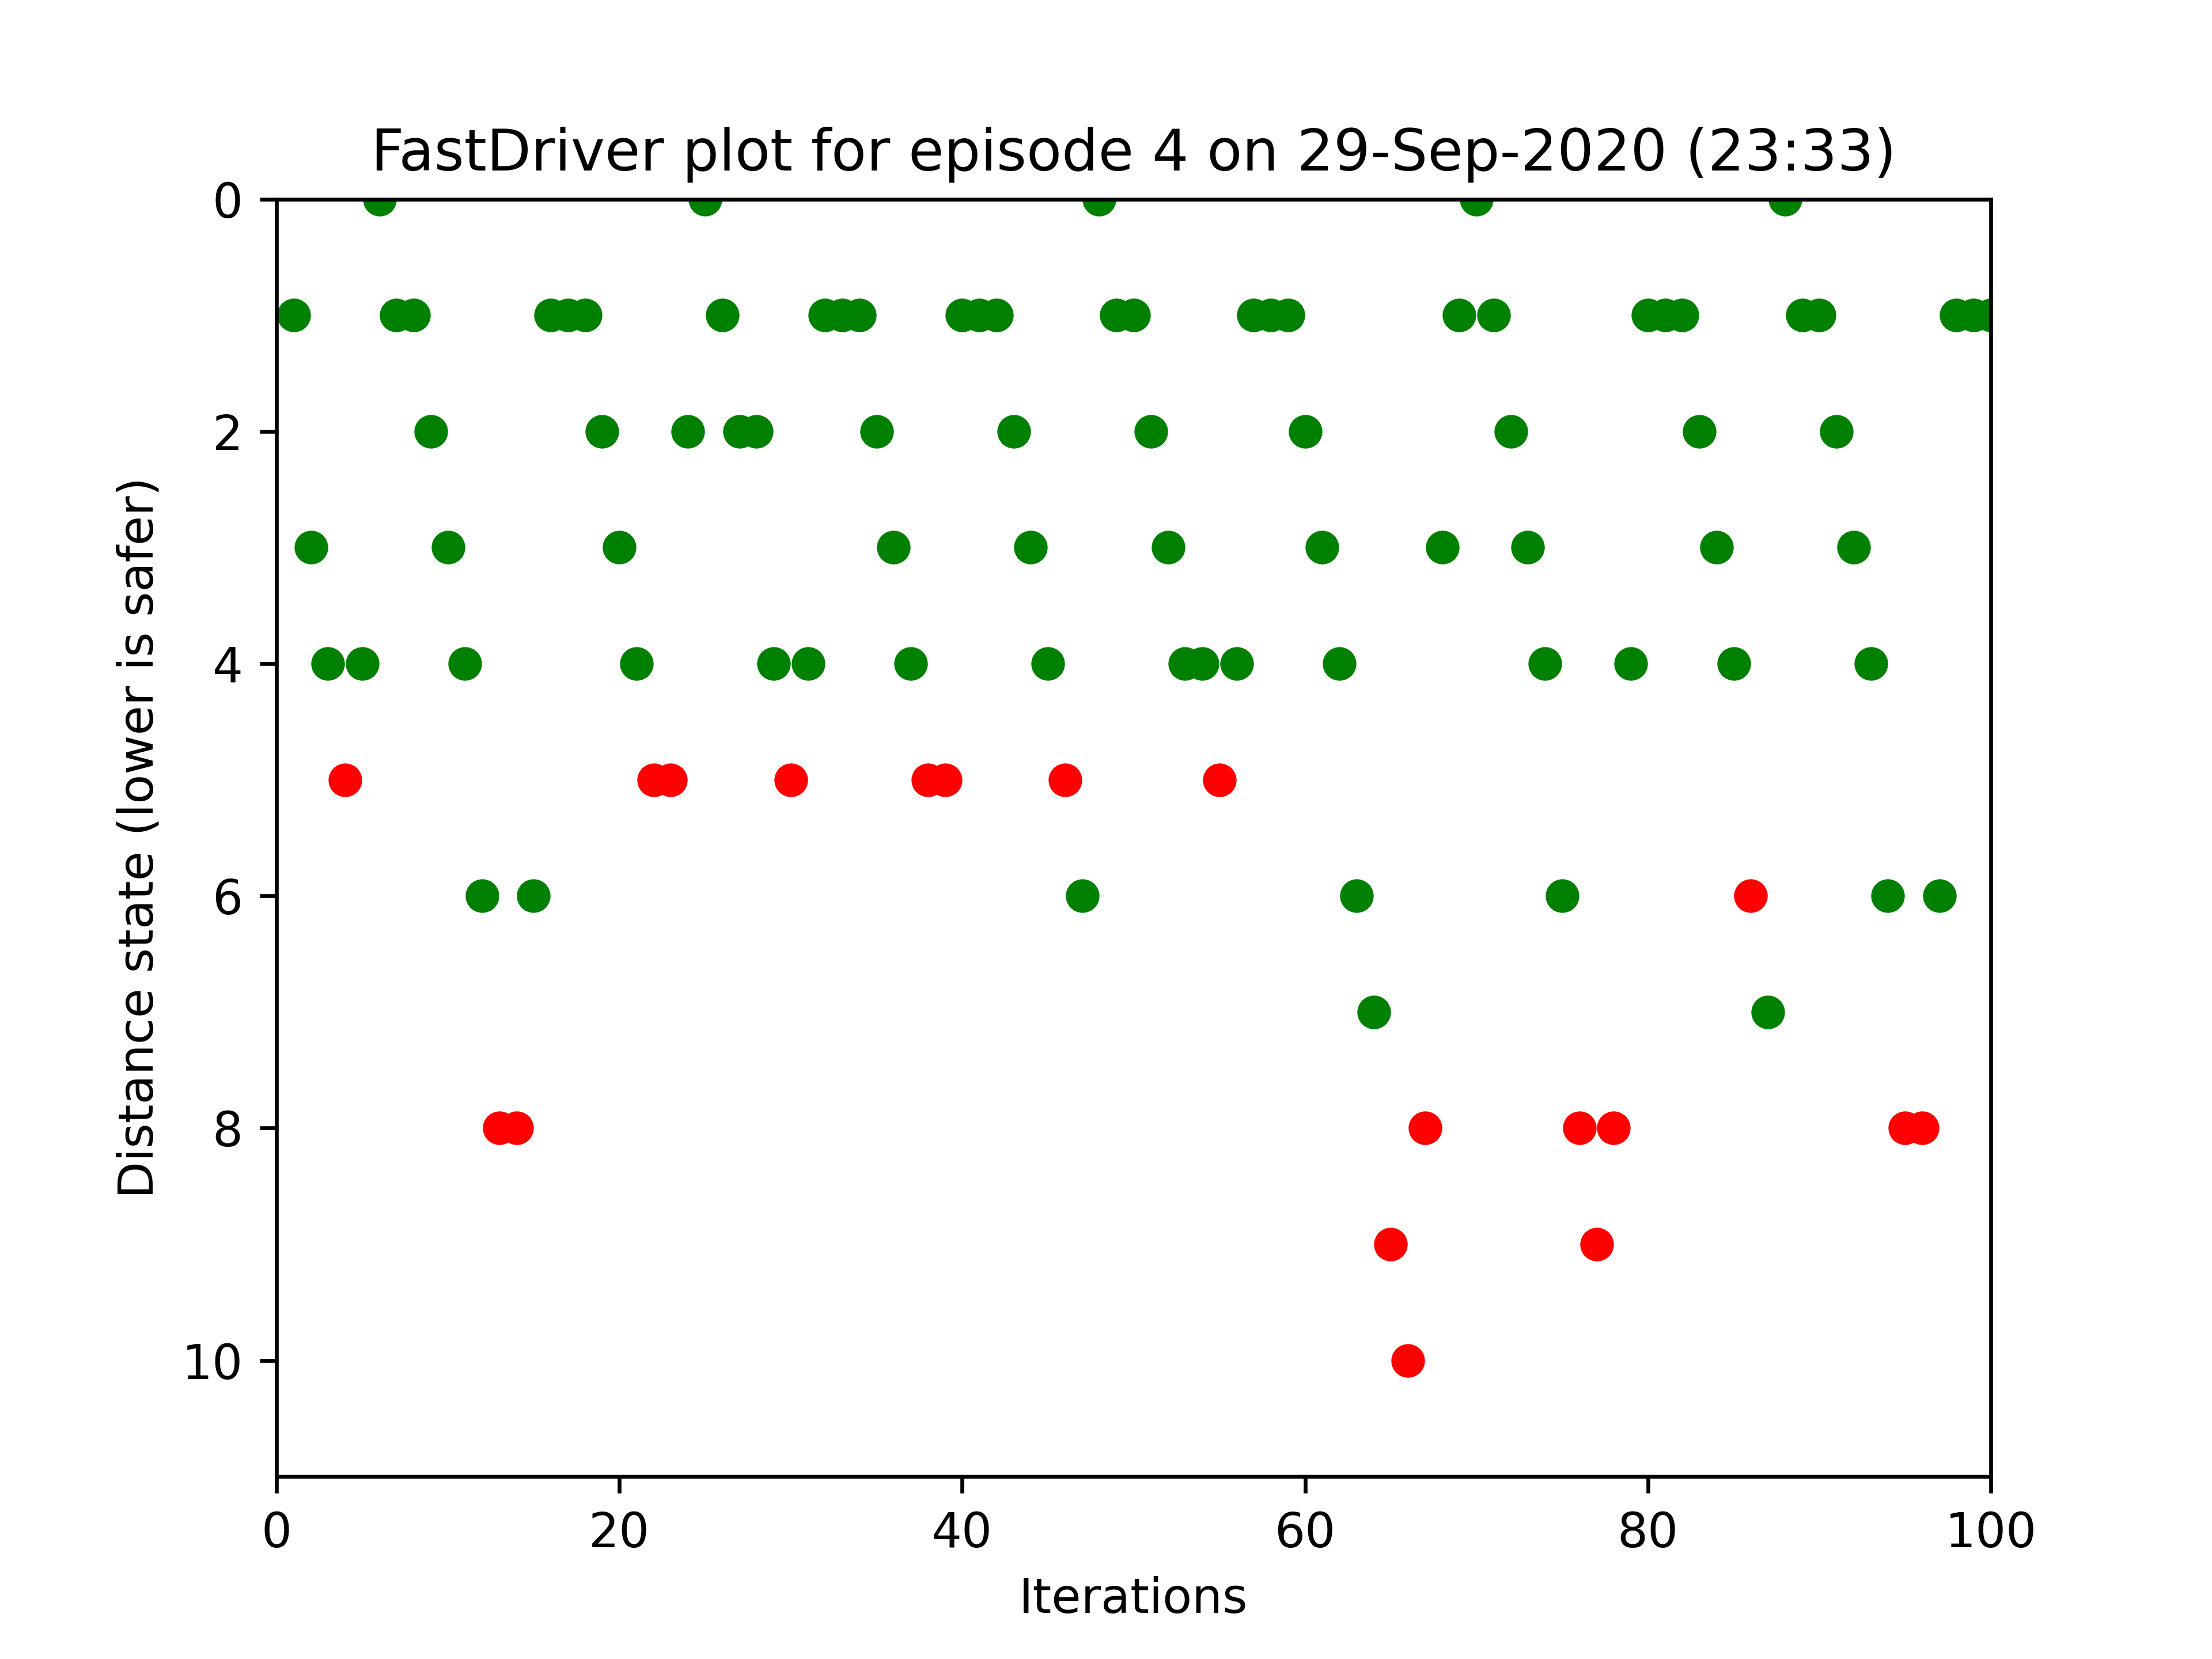 FastDriver plot for episode 4 on 29-Sep-2020 (23:33)
Distance state (lower is safer)
0
2
4
6
8
10
0 20 40 60 80 100
Iterations